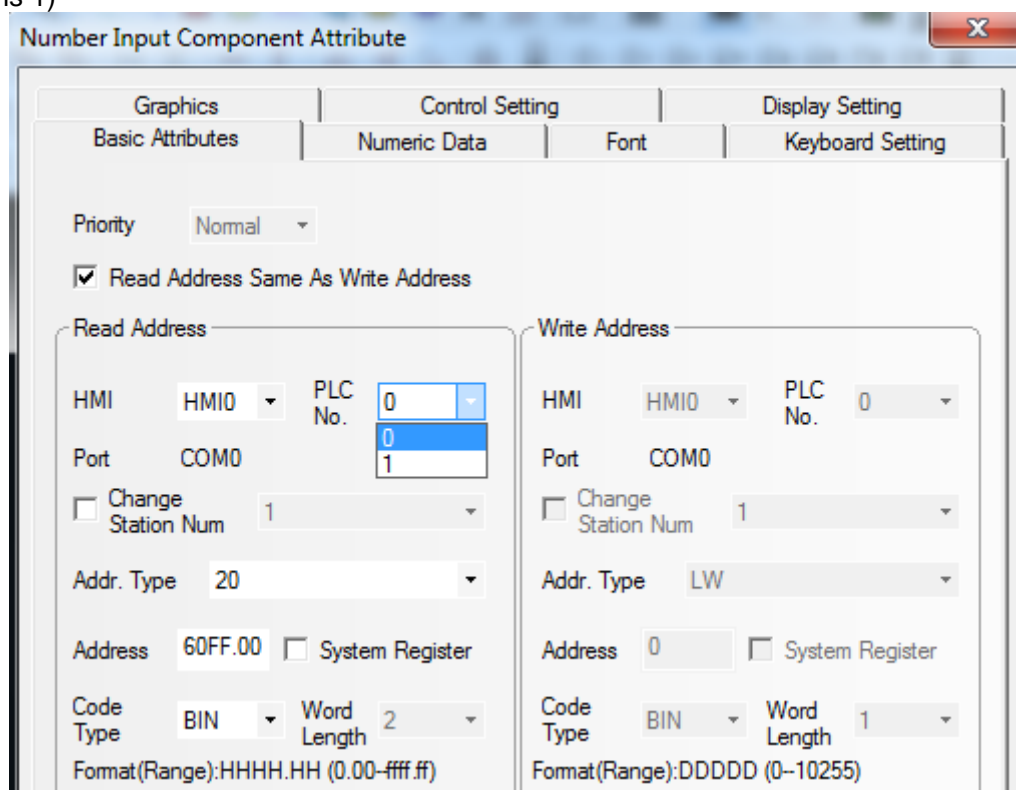 is 1)
Number Input Component Attribute
Graphics Control Setting Display Setting
Basic Attributes Numeric Data Font Keyboard Setting
Priority Normal
Read Address Same As Write Address
Read Address
HMI HMI0 PLC No. 0
0
1
Port COM0
Change Station Num 1
Addr. Type 20
Address 60FF.00 System Register
Code Type BIN Word Length 2
Format(Range):HHHH.HH (0.00--ffff.ff)
Write Address
HMI HMI0 PLC No. 0
Port COM0
Change Station Num 1
Addr. Type LW
Address 0 System Register
Code Type BIN Word Length 1
Format(Range):DDDDD (0--10255)